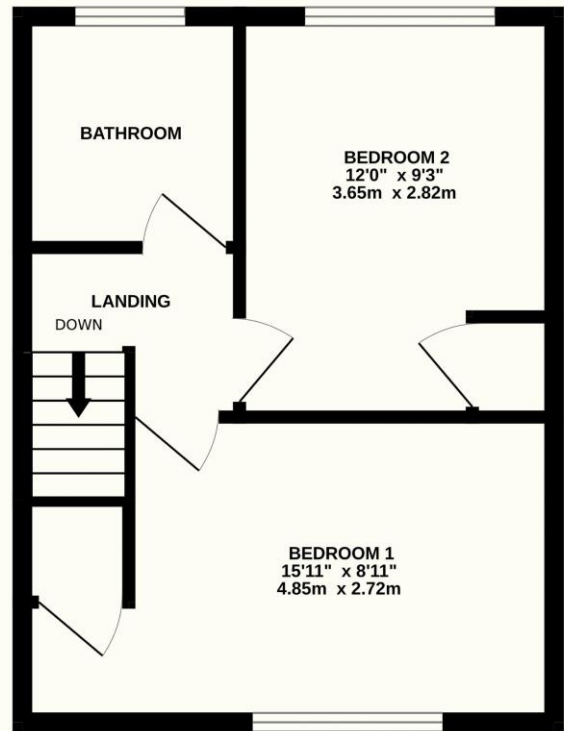 BATHROOM
BEDROOM 2
12'0" x 9'3"
3.65m x 2.82m
LANDING
DOWN
BEDROOM 1
15'11" x 8'11"
4.85m x 2.72m